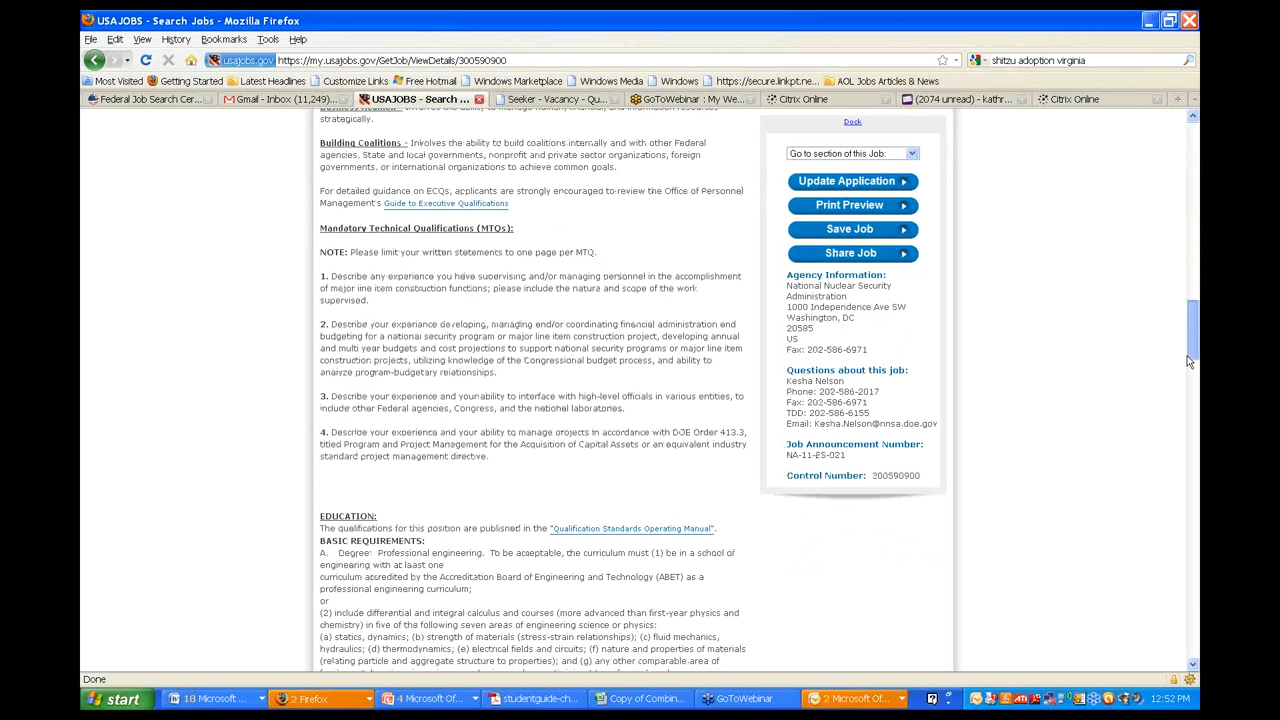 USAJOBS - Search Jobs - Mozilla Firefox
File Edit View History Bookmarks Tools Help
usajobs.gov https://my.usajobs.gov/GetJob/ViewDetails/300590900
shitzu adoption virginia
Most Visited Getting Started Latest Headlines Customize Links Free Hotmail Windows Marketplace Windows Media Windows https://secure.linkpt.ne... AOL Jobs Articles & News
Federal Job Search Cer... Gmail - Inbox (11,249)... USAJOBS - Search ... Seeker - Vacancy - Qu... GoToWebinar : My We... Citrix Online (2074 unread) - kathr... Citrix Online
strategically.
Building Coalitions - Involves the ability to build coalitions internally and with other Federal
agencies, State and local governments, nonprofit and private sector organizations, foreign
governments, or international organizations to achieve common goals.
For detailed guidance on ECQs, applicants are strongly encouraged to review the Office of Personnel
Management's Guide to Executive Qualifications
Mandatory Technical Qualifications (MTQs):
NOTE: Please limit your written statements to one page per MTQ.
1. Describe any experience you have supervising and/or managing personnel in the accomplishment
of major line item construction functions; please include the nature and scope of the work
supervised.
2. Describe your experience developing, managing and/or coordinating financial administration and
budgeting for a national security program or major line item construction project, developing annual
and multi year budgets and cost projections to support national security programs or major line item
construction projects, utilizing knowledge of the Congressional budget process, and ability to
analyze program-budgetary relationships.
3. Describe your experience and your ability to interface with high-level officials in various entities, to
include other Federal agencies, Congress, and the national laboratories.
4. Describe your experience and your ability to manage projects in accordance with DOE Order 413.3,
titled Program and Project Management for the Acquisition of Capital Assets or an equivalent industry
standard project management directive.
EDUCATION:
The qualifications for this position are published in the "Qualification Standards Operating Manual".
BASIC REQUIREMENTS:
A. Degree: Professional engineering. To be acceptable, the curriculum must (1) be in a school of
engineering with at least one
curriculum accredited by the Accreditation Board of Engineering and Technology (ABET) as a
professional engineering curriculum;
or
(2) include differential and integral calculus and courses (more advanced than first-year physics and
chemistry) in five of the following seven areas of engineering science or physics:
(a) statics, dynamics; (b) strength of materials (stress-strain relationships); (c) fluid mechanics,
hydraulics; (d) thermodynamics; (e) electrical fields and circuits; (f) nature and properties of materials
(relating particle and aggregate structure to properties); and (g) any other comparable area of
Dock
Go to section of this Job:
Update Application
Print Preview
Save Job
Share Job
Agency Information:
National Nuclear Security
Administration
1000 Independence Ave SW
Washington, DC
20585
US
Fax: 202-586-6971
Questions about this job:
Kesha Nelson
Phone: 202-586-2017
Fax: 202-586-6971
TDD: 202-586-6155
Email: Kesha.Nelson@nnsa.doe.gov
Job Announcement Number:
NA-11-ES-021
Control Number: 300590900
Done
start 18 Microsoft ... 2 Firefox 4 Microsoft Of... studentguide-ch... Copy of Combin... GoToWebinar 2 Microsoft Of... 12:52 PM